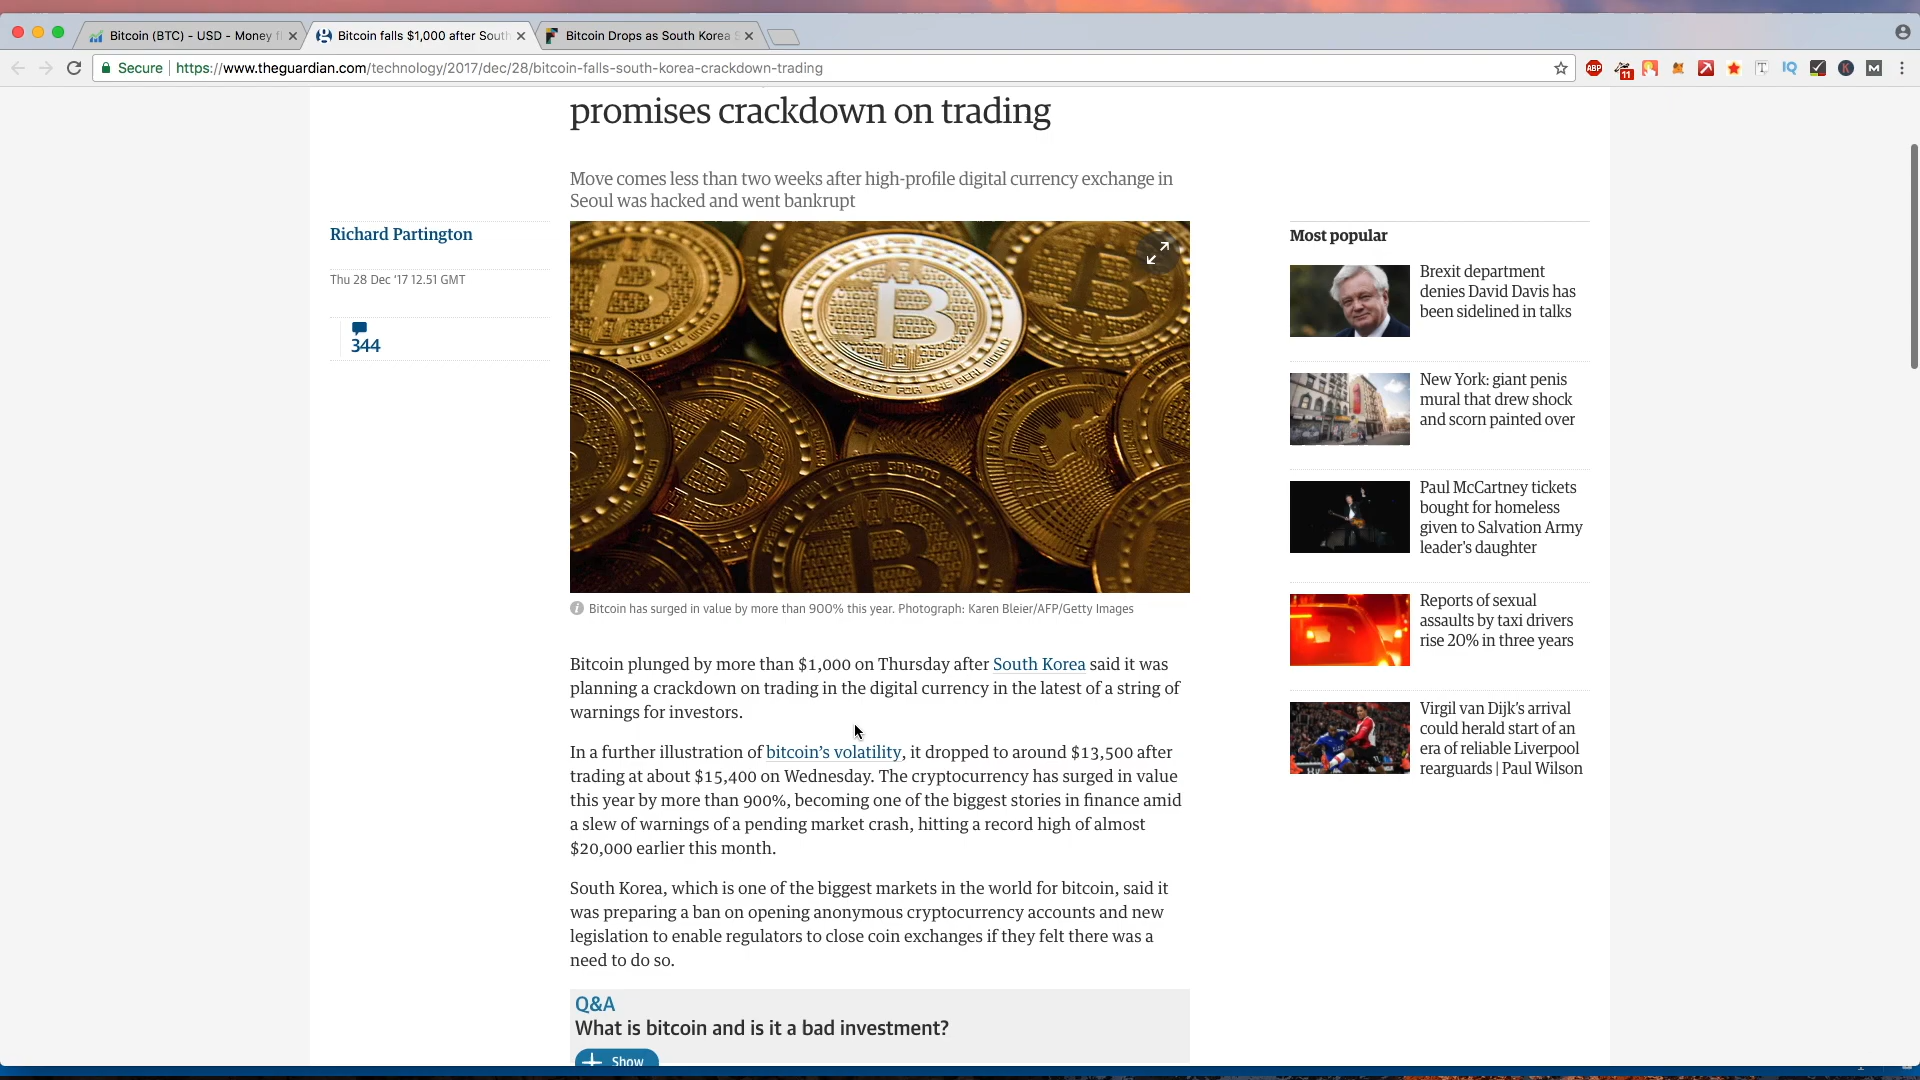 Bitcoin (BTC) - USD - Money f
Bitcoin falls $1,000 after South
Bitcoin Drops as South Korea S
Secure
https://www.theguardian.com/technology/2017/dec/28/bitcoin-falls-south-korea-crackdown-trading
ABP
11
T
IQ
K
M
promises crackdown on trading
Move comes less than two weeks after high-profile digital currency exchange in
Seoul was hacked and went bankrupt
Richard Partington
Thu 28 Dec ‘17 12.51 GMT
344
Bitcoin has surged in value by more than 900% this year. Photograph: Karen Bleier/AFP/Getty Images
Bitcoin plunged by more than $1,000 on Thursday after South Korea said it was
planning a crackdown on trading in the digital currency in the latest of a string of
warnings for investors.
In a further illustration of bitcoin’s volatility, it dropped to around $13,500 after
trading at about $15,400 on Wednesday. The cryptocurrency has surged in value
this year by more than 900%, becoming one of the biggest stories in finance amid
a slew of warnings of a pending market crash, hitting a record high of almost
$20,000 earlier this month.
South Korea, which is one of the biggest markets in the world for bitcoin, said it
was preparing a ban on opening anonymous cryptocurrency accounts and new
legislation to enable regulators to close coin exchanges if they felt there was a
need to do so.
Q&A
What is bitcoin and is it a bad investment?
Show
Most popular
Brexit department
denies David Davis has
been sidelined in talks
New York: giant penis
mural that drew shock
and scorn painted over
Paul McCartney tickets
bought for homeless
given to Salvation Army
leader's daughter
Reports of sexual
assaults by taxi drivers
rise 20% in three years
Virgil van Dijk’s arrival
could herald start of an
era of reliable Liverpool
rearguards | Paul Wilson